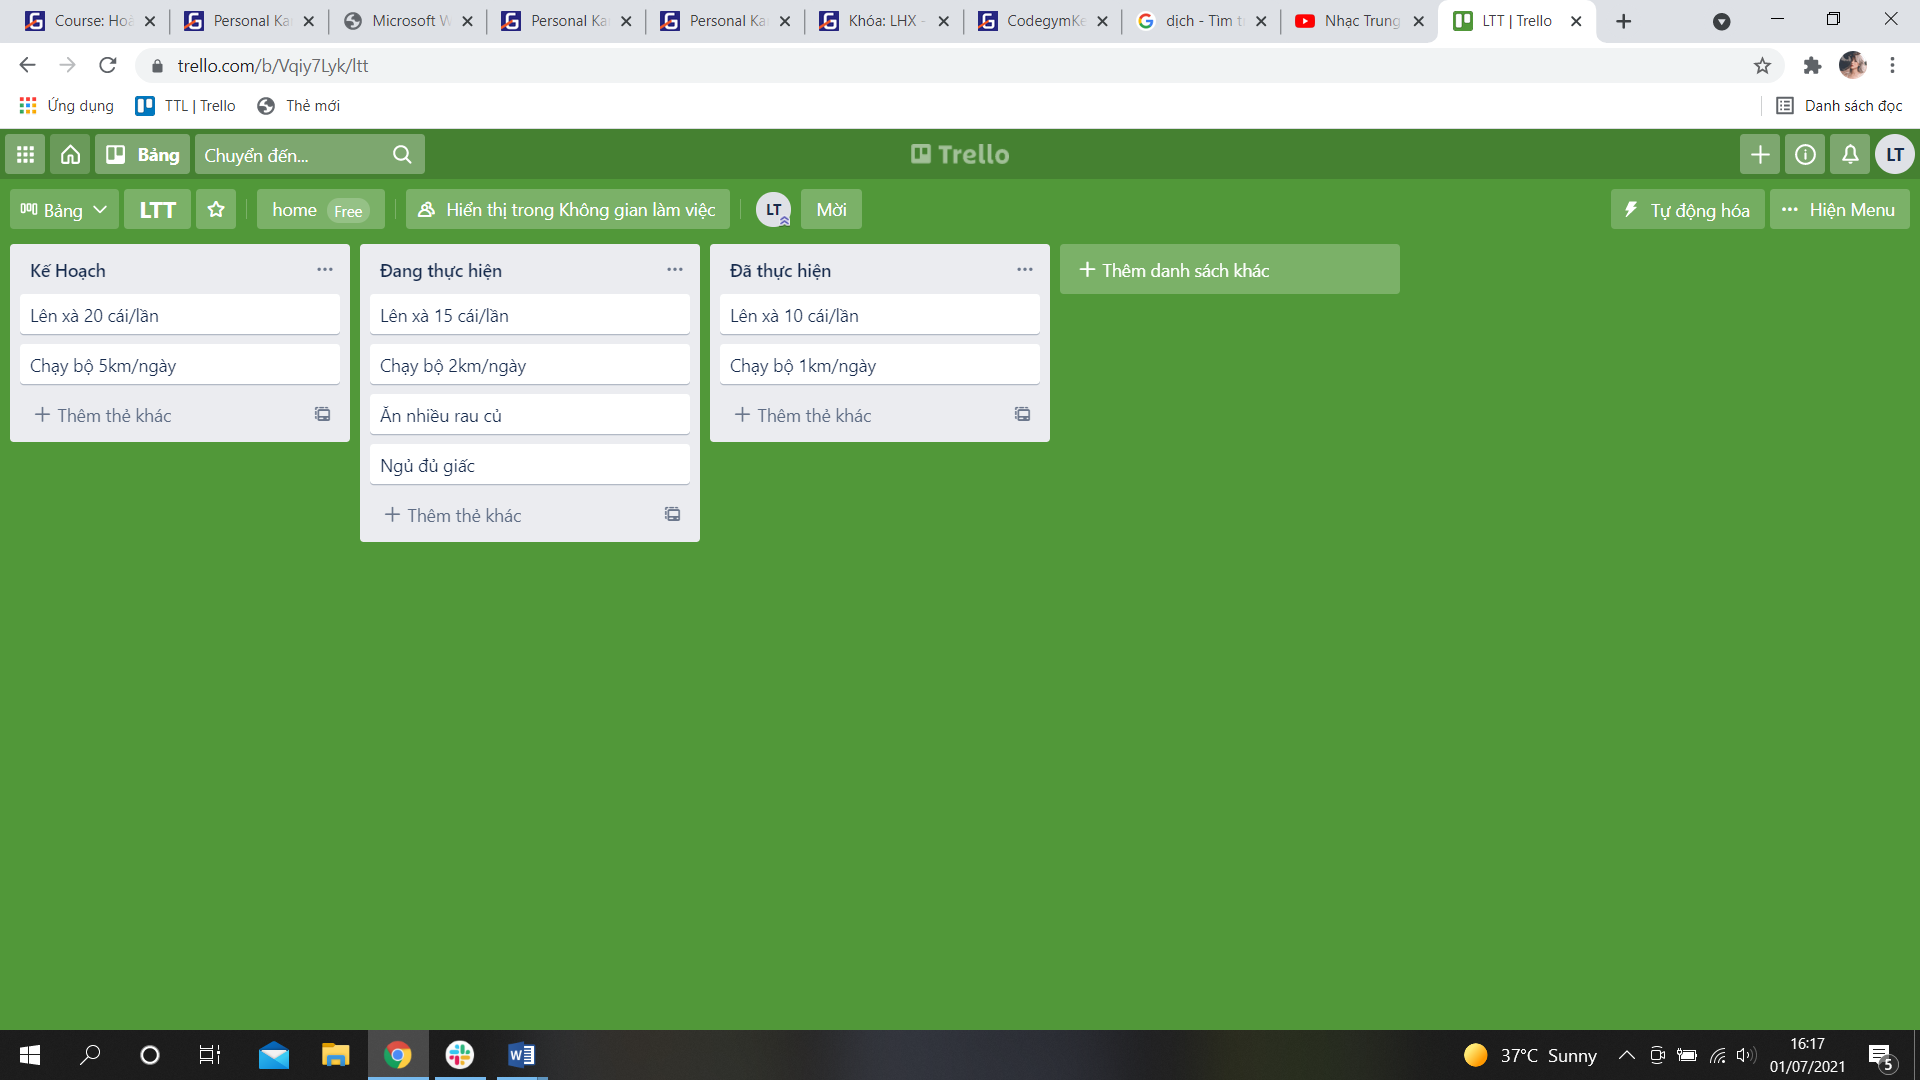 Course: Hoà
Personal Ka
Microsoft W
Personal Ka
Personal Ka
Khóa: LHX -
CodegymKe
dịch - Tìm t
Nhạc Trung
LTT | Trello
trello.com/b/Vqiy7Lyk/ltt
Ứng dụng
TTL | Trello
Thẻ mới
Danh sách đọc
Bảng
Chuyển đến...
Trello
LT
Bảng
LTT
home Free
Hiển thị trong Không gian làm việc
LT
Mời
Tự động hóa
Hiện Menu
Kế Hoạch
Lên xà 20 cái/lần
Chạy bộ 5km/ngày
Thêm thẻ khác
Đang thực hiện
Lên xà 15 cái/lần
Chạy bộ 2km/ngày
Ăn nhiều rau củ
Ngủ đủ giấc
Thêm thẻ khác
Đã thực hiện
Lên xà 10 cái/lần
Chạy bộ 1km/ngày
Thêm thẻ khác
Thêm danh sách khác
37°C Sunny
16:17
01/07/2021
5